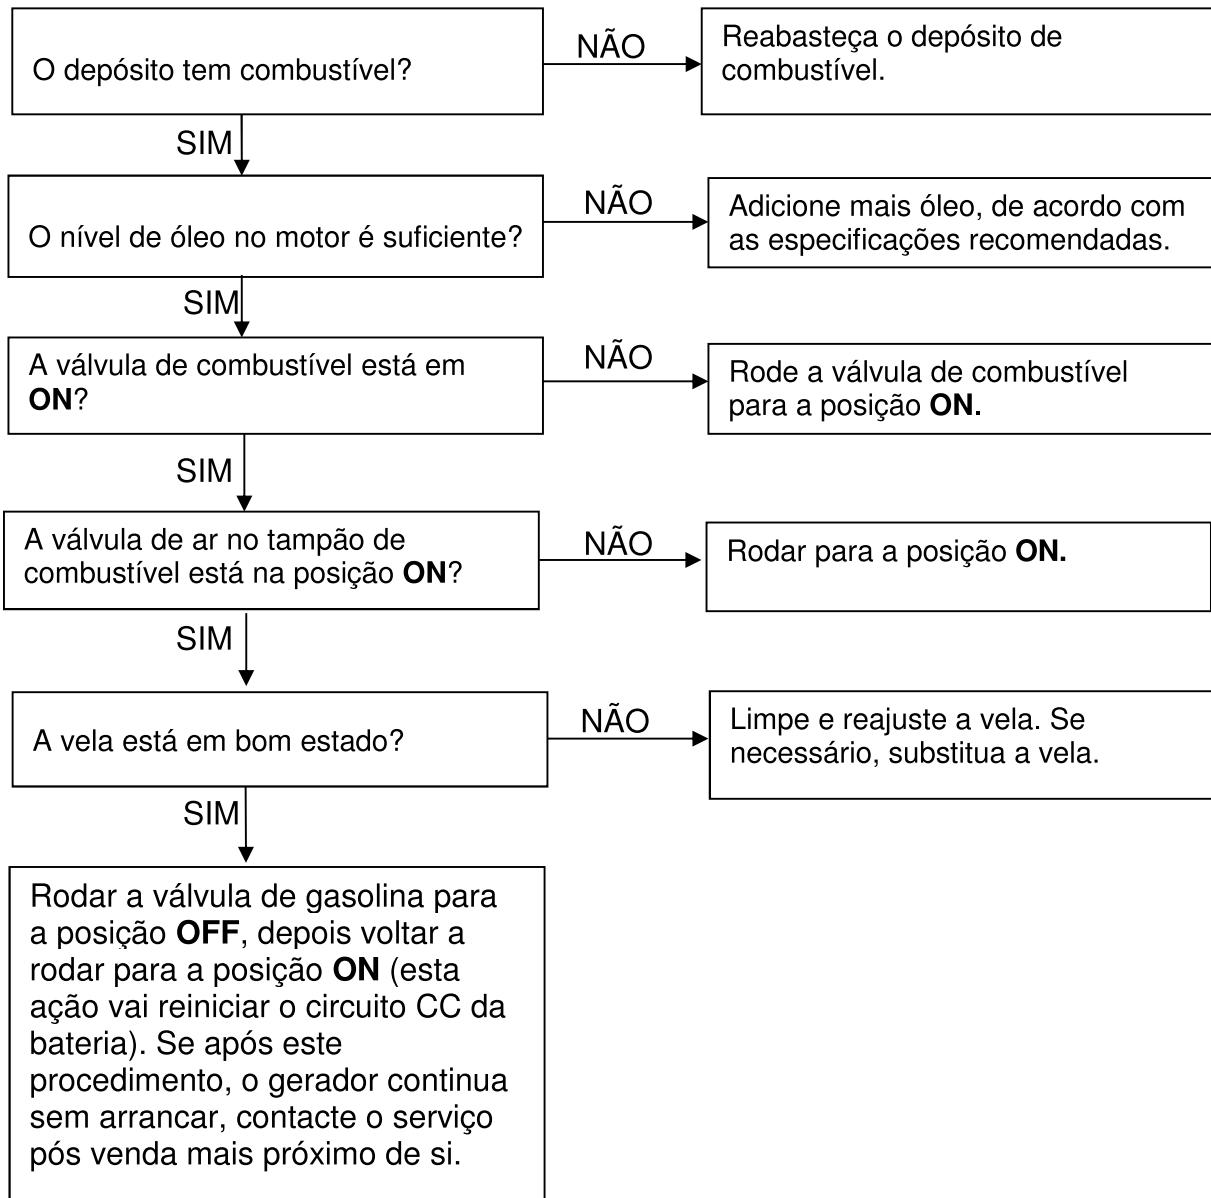 O depósito tem combustível?
NÃO
Reabasteça o depósito de
combustível.
SIM
O nível de óleo no motor é suficiente?
NÃO
Adicione mais óleo, de acordo com
as especificações recomendadas.
SIM
A válvula de combustível está em
ON?
NÃO
Rode a válvula de combustível
para a posição ON.
SIM
A válvula de ar no tampão de
combustível está na posição ON?
NÃO
Rodar para a posição ON.
SIM
A vela está em bom estado?
NÃO
Limpe e reajuste a vela. Se
necessário, substitua a vela.
SIM
Rodar a válvula de gasolina para
a posição OFF, depois voltar a
rodar para a posição ON (esta
ação vai reiniciar o circuito CC da
bateria). Se após este
procedimento, o gerador continua
sem arrancar, contacte o serviço
pós venda mais próximo de si.